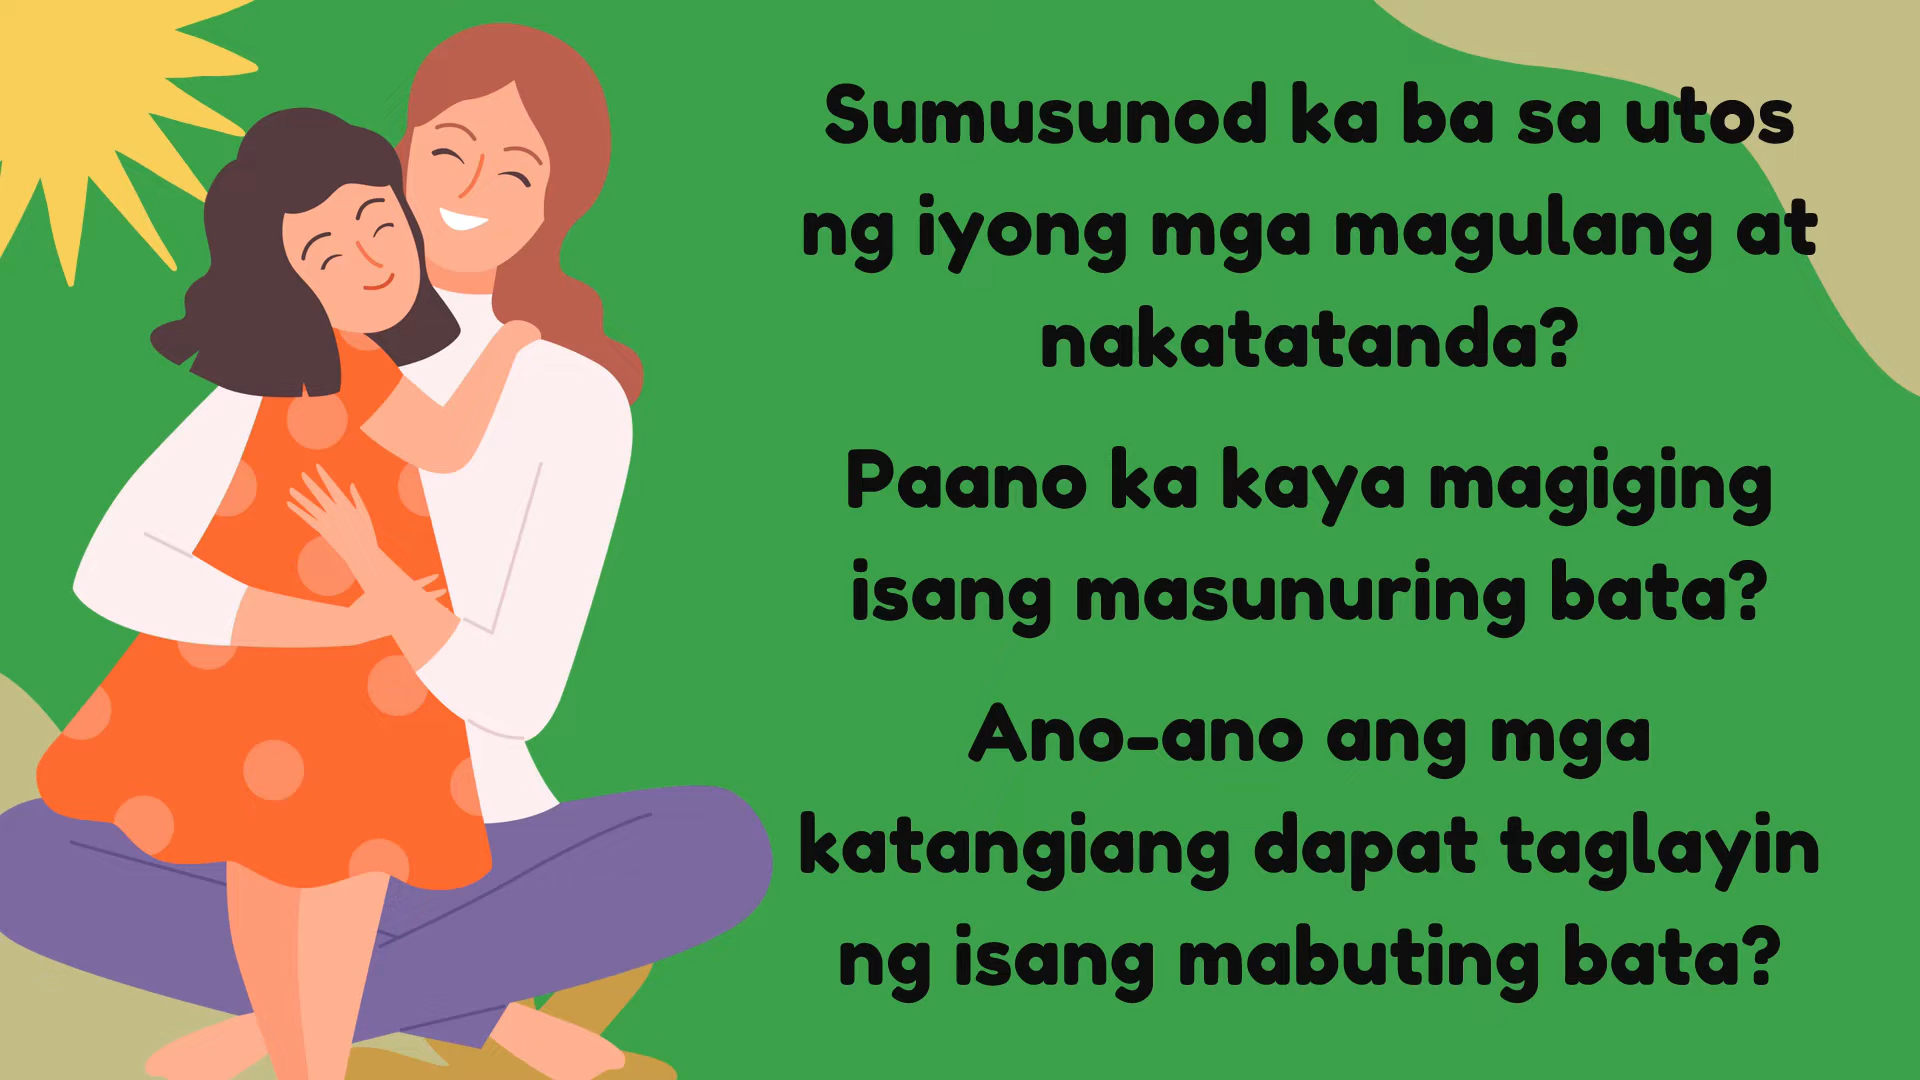 Sumusunod ka ba sa utos
ng iyong mga magulang at
nakatatanda?
Paano ka kaya magiging
isang masunuring bata?
Ano-ano ang mga
katangiang dapat taglayin
ng isang mabuting bata?